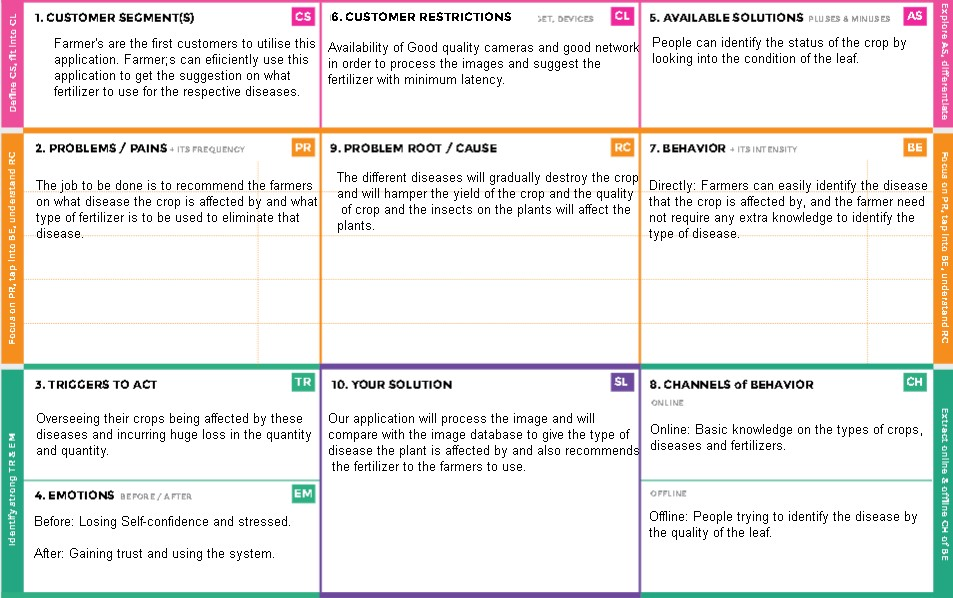 Define CS, fit into CL
1. CUSTOMER SEGMENT(S)
CS
Farmer's are the first customers to utilise this
application. Farmer;s can efiiciently use this
application to get the suggestion on what
fertilizer to use for the respective diseases.
6. CUSTOMER RESTRICTIONS
ЭET, DEVICES
CL
Availability of Good quality cameras and good network
in order to process the images and suggest the
fertilizer with minimum latency.
5. AVAILABLE SOLUTIONS PLUSES & MINUSES
AS
People can identify the status of the crop by
looking into the condition of the leaf.
Explore AS, differentiate
Focus on PR, tap into BE, understand RC
2. PROBLEMS / PAINS + ITS FREQUENCY
PR
The job to be done is to recommend the farmers
on what disease the crop is affected by and what
type of fertilizer is to be used to eliminate that
disease.
9. PROBLEM ROOT / CAUSE
RC
The different diseases will gradually destroy the crop
and will hamper the yield of the crop and the quality
of crop and the insects on the plants will affect the
plants.
7. BEHAVIOR + ITS INTENSITY
BE
Directly: Farmers can easily identify the disease
that the crop is affected by, and the farmer need
not require any extra knowledge to identify the
type of disease.
Focus on PR, tap into BE, understand RC
Identify strong TR & EM
3. TRIGGERS TO ACT
TR
Overseeing their crops being affected by these
diseases and incurring huge loss in the quantity
and quantity.
4. EMOTIONS BEFORE / AFTER
EM
Before: Losing Self-confidence and stressed.
After: Gaining trust and using the system.
10. YOUR SOLUTION
SL
Our application will process the image and will
compare with the image database to give the type of
disease the plant is affected by and also recommends
the fertilizer to the farmers to use.
8. CHANNELS of BEHAVIOR
CH
ONLINE
Online: Basic knowledge on the types of crops,
diseases and fertilizers.
OFFLINE
Offline: People trying to identify the disease by
the quality of the leaf.
Extract online & offline CH of BE